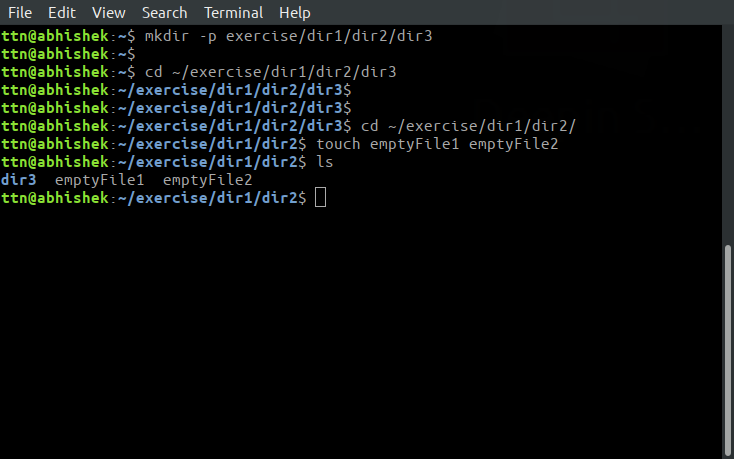 File Edit View Search Terminal Help
ttn@abhishek:~$ mkdir -p exercise/dir1/dir2/dir3
ttn@abhishek:~$
ttn@abhishek:~$ cd ~/exercise/dir1/dir2/dir3
ttn@abhishek:~/exercise/dir1/dir2/dir3$
ttn@abhishek:~/exercise/dir1/dir2/dir3$
ttn@abhishek:~/exercise/dir1/dir2/dir3$ cd ~/exercise/dir1/dir2/
ttn@abhishek:~/exercise/dir1/dir2$ touch emptyFile1 emptyFile2
ttn@abhishek:~/exercise/dir1/dir2$ ls
dir3  emptyFile1  emptyFile2
ttn@abhishek:~/exercise/dir1/dir2$